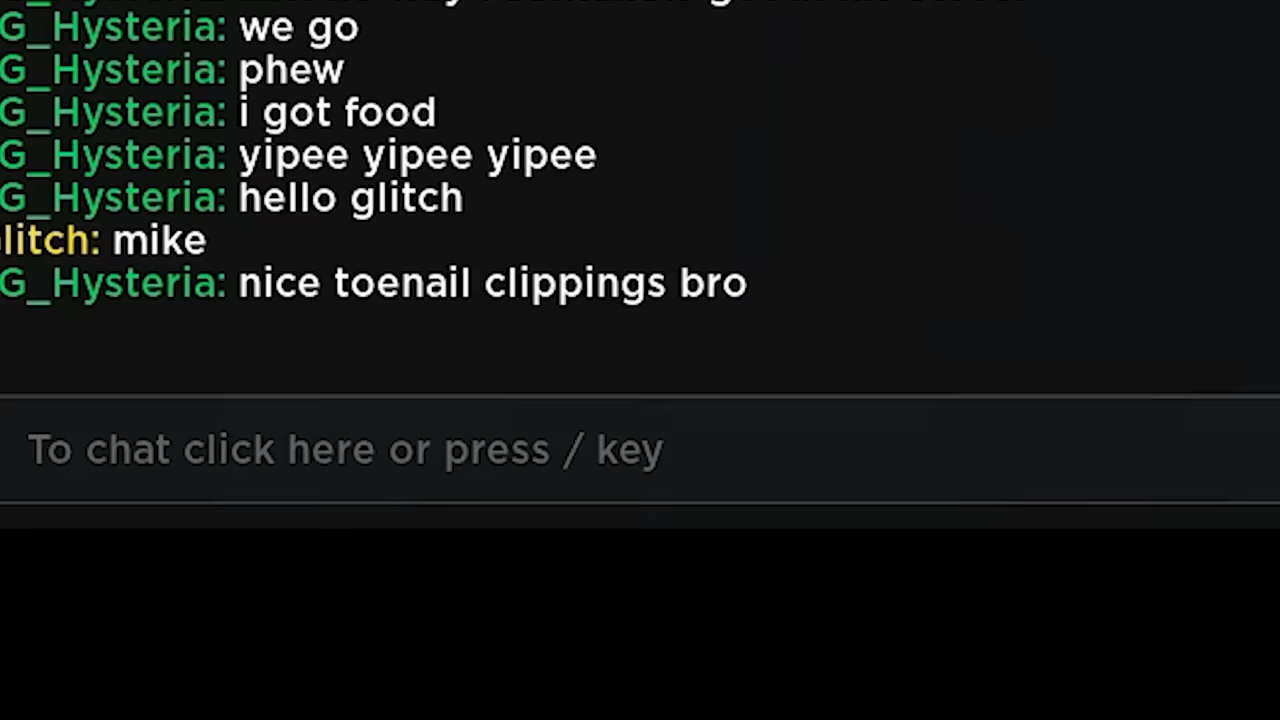 G_Hysteria: we go
G_Hysteria: phew
G_Hysteria: i got food
G_Hysteria: yipee yipee yipee
G_Hysteria: hello glitch
litch: mike
G_Hysteria: nice toenail clippings bro
To chat click here or press / key